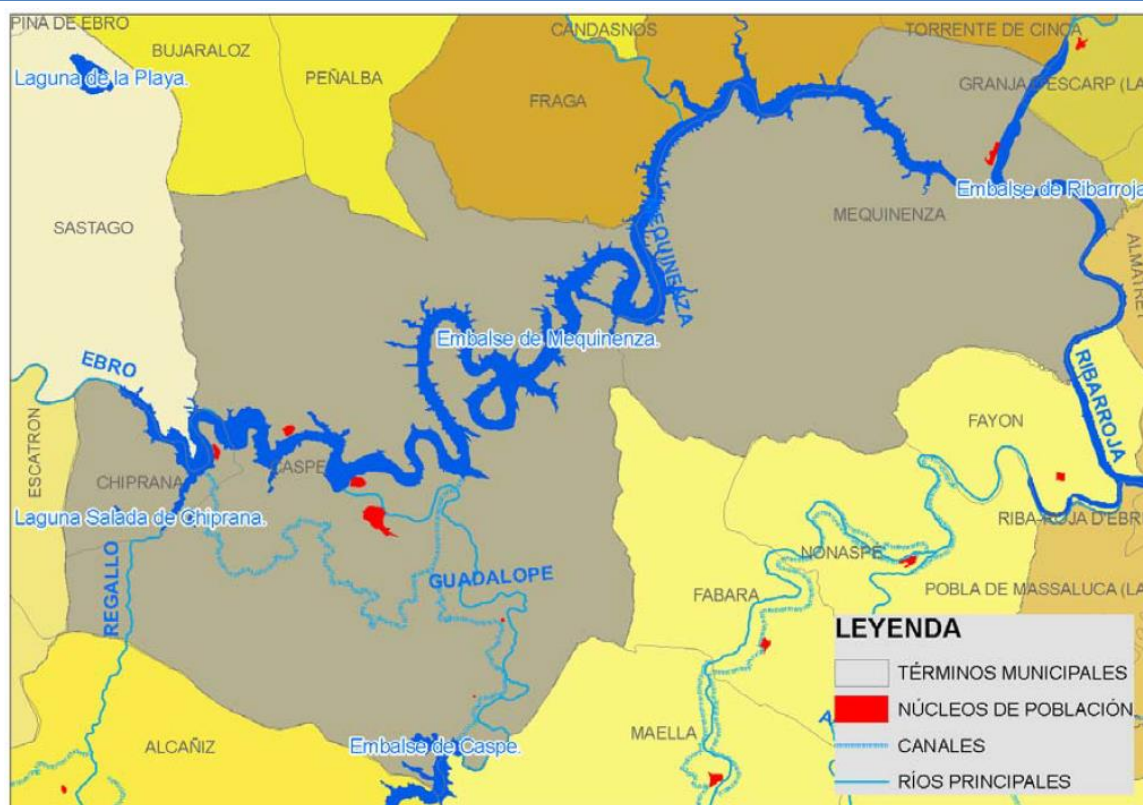 PINA DE EBRO
CANDASNOS
TORRENTE DE CINCA
BUJARALOZ
PEÑALBA
Laguna de la Playa.
GRANJA D'ESCARP (LA
FRAGA
Embalse de Ribarroja
MEQUINENZA
SASTAGO
MEQUINENZA
ALMATRET
Embalse de Mequinenza.
EBRO
RIBARROJA
ESCATRON
FAYON
CASPE
CHIPRANA
Laguna Salada de Chiprana.
RIBA-ROJA D'EBR
NONASPE
REGALLO
GUADALOPE
FABARA
POBLA DE MASSALUCA (LA
LEYENDA
TÉRMINOS MUNICIPALES
NÚCLEOS DE POBLACIÓN
CANALES
RÍOS PRINCIPALES
MAELLA
ALCAÑIZ
Embalse de Caspe.